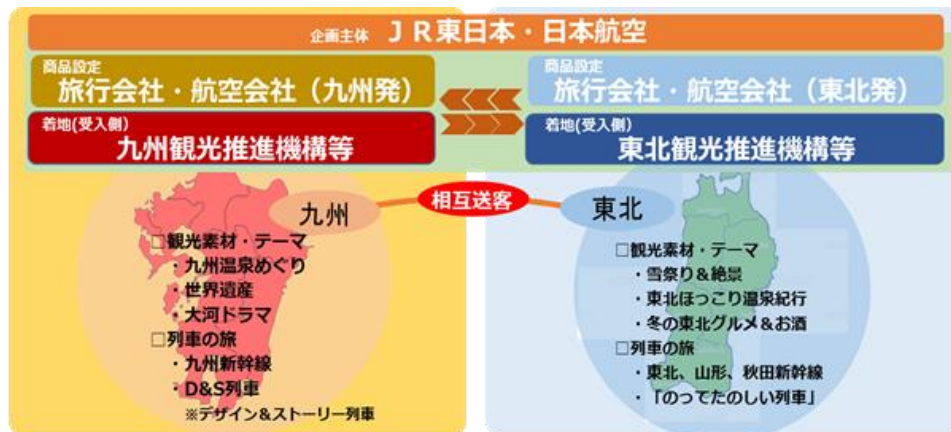 企画主体 JR東日本・日本航空
商品設定
旅行会社・航空会社（九州発）
着地(受入側)
九州観光推進機構等
商品設定
旅行会社・航空会社（東北発）
着地(受入側)
東北観光推進機構等
相互送客
九州
□観光素材・テーマ
・九州温泉めぐり
・世界遺産
・大河ドラマ
□列車の旅
・九州新幹線
・D&S列車
※デザイン&ストーリー列車
東北
□観光素材・テーマ
・雪祭り&絶景
・東北ほっこり温泉紀行
・冬の東北グルメ&お酒
□列車の旅
・東北、山形、秋田新幹線
・「のってたのしい列車」